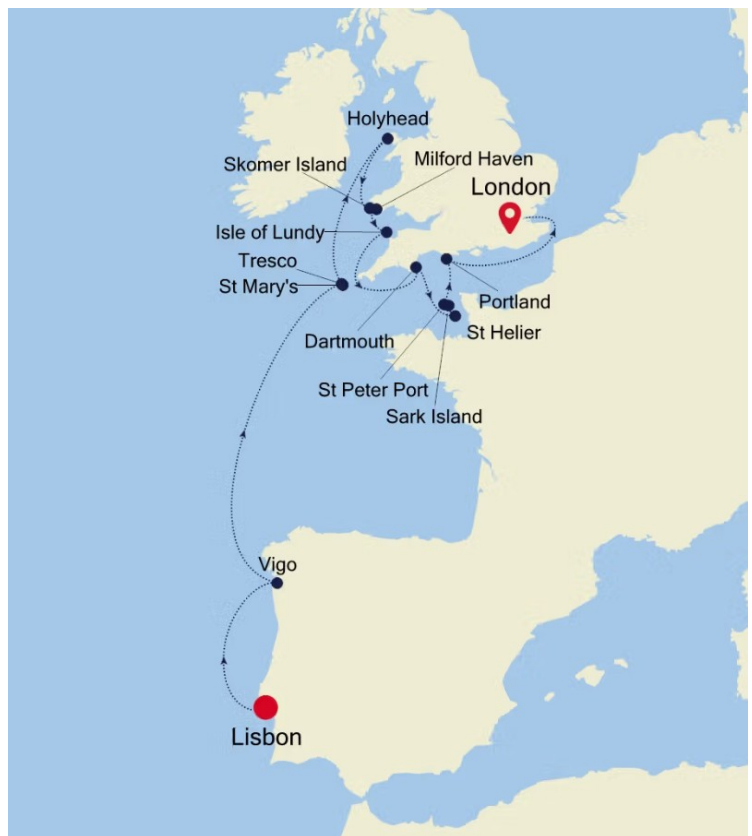 Holyhead
Skomer Island
Milford Haven
London
Isle of Lundy
Tresco
St Mary's
Portland
Dartmouth
St Helier
St Peter Port
Sark Island
Vigo
Lisbon